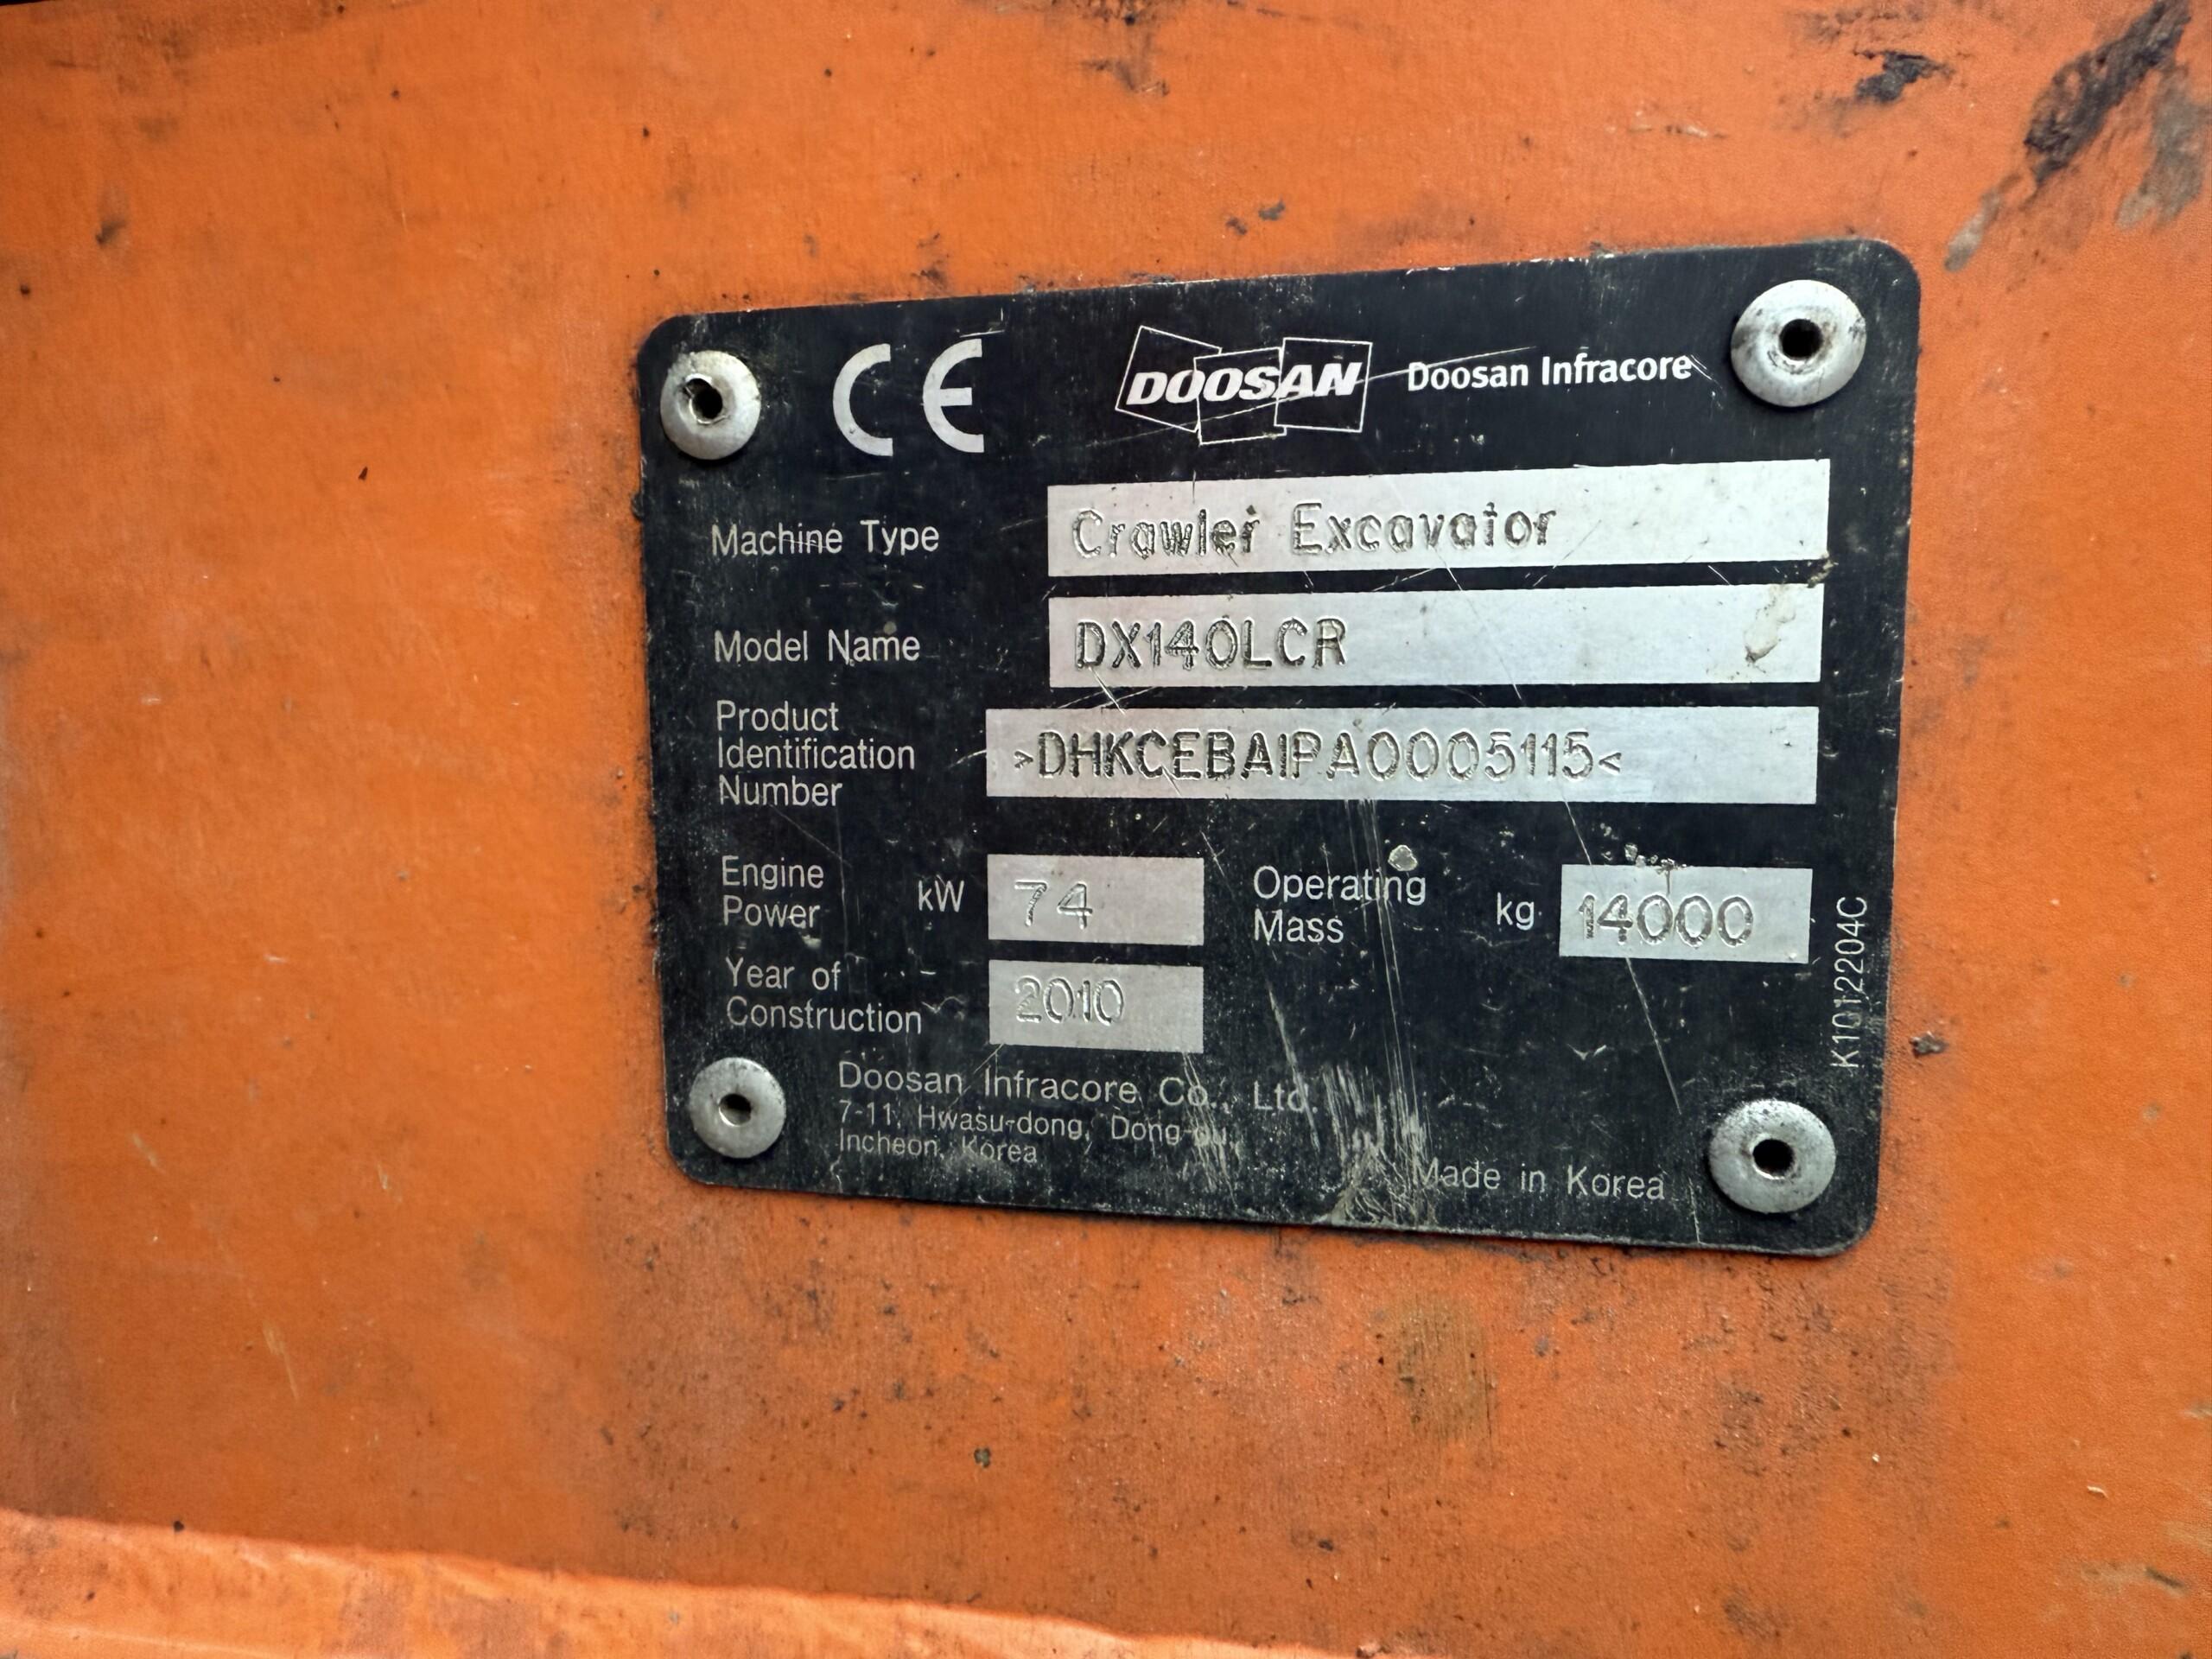 CE DOOSAN Doosan Infracore
Machine Type Crawler Excavator
Model Name DX140LCR
Product
Identification
Number
>DHKCEBAIPA0005115<
Engine
Power
kW 74
Operating
Mass
kg 14000
Year of
Construction
2010
Doosan Infracore Co., Ltd.
7-11, Hwasu-dong, Dong-gu,
Incheon, Korea
Made in Korea
K1012204C